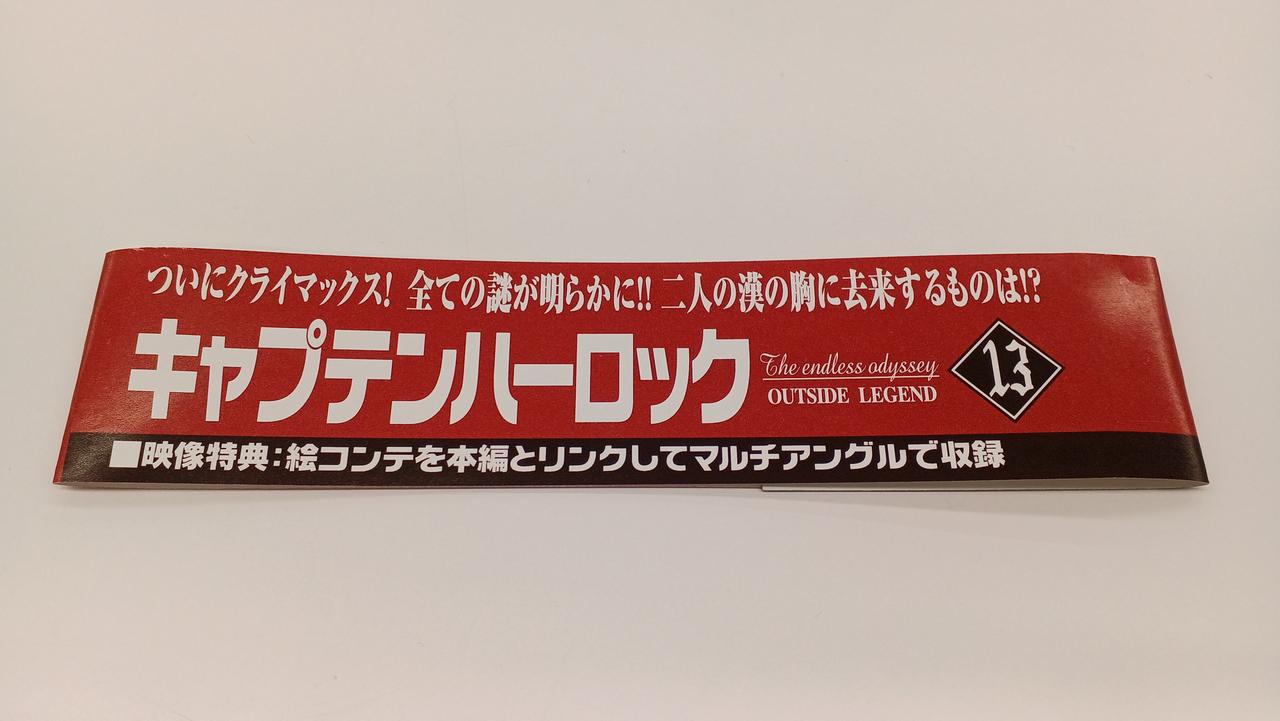 ついにクライマックス! 全ての謎が明らかに!! 二人の漢の胸に去来するものは!?
キャプテンハーロック
The endless odyssey
OUTSIDE LEGEND
13
■映像特典:絵コンテを本編とリンクしてマルチアングルで収録